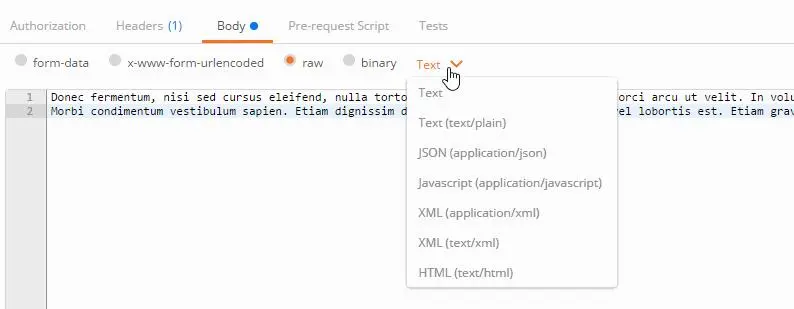 Authorization Headers (1) Body Pre-request Script Tests
form-data x-www-form-urlencoded raw binary Text
1 Donec fermentum, nisi sed cursus eleifend, nulla torto orci arcu ut velit. In volu
2 Morbi condimentum vestibulum sapien. Etiam dignissim d vel lobortis est. Etiam grav
Text
Text (text/plain)
JSON (application/json)
Javascript (application/javascript)
XML (application/xml)
XML (text/xml)
HTML (text/html)